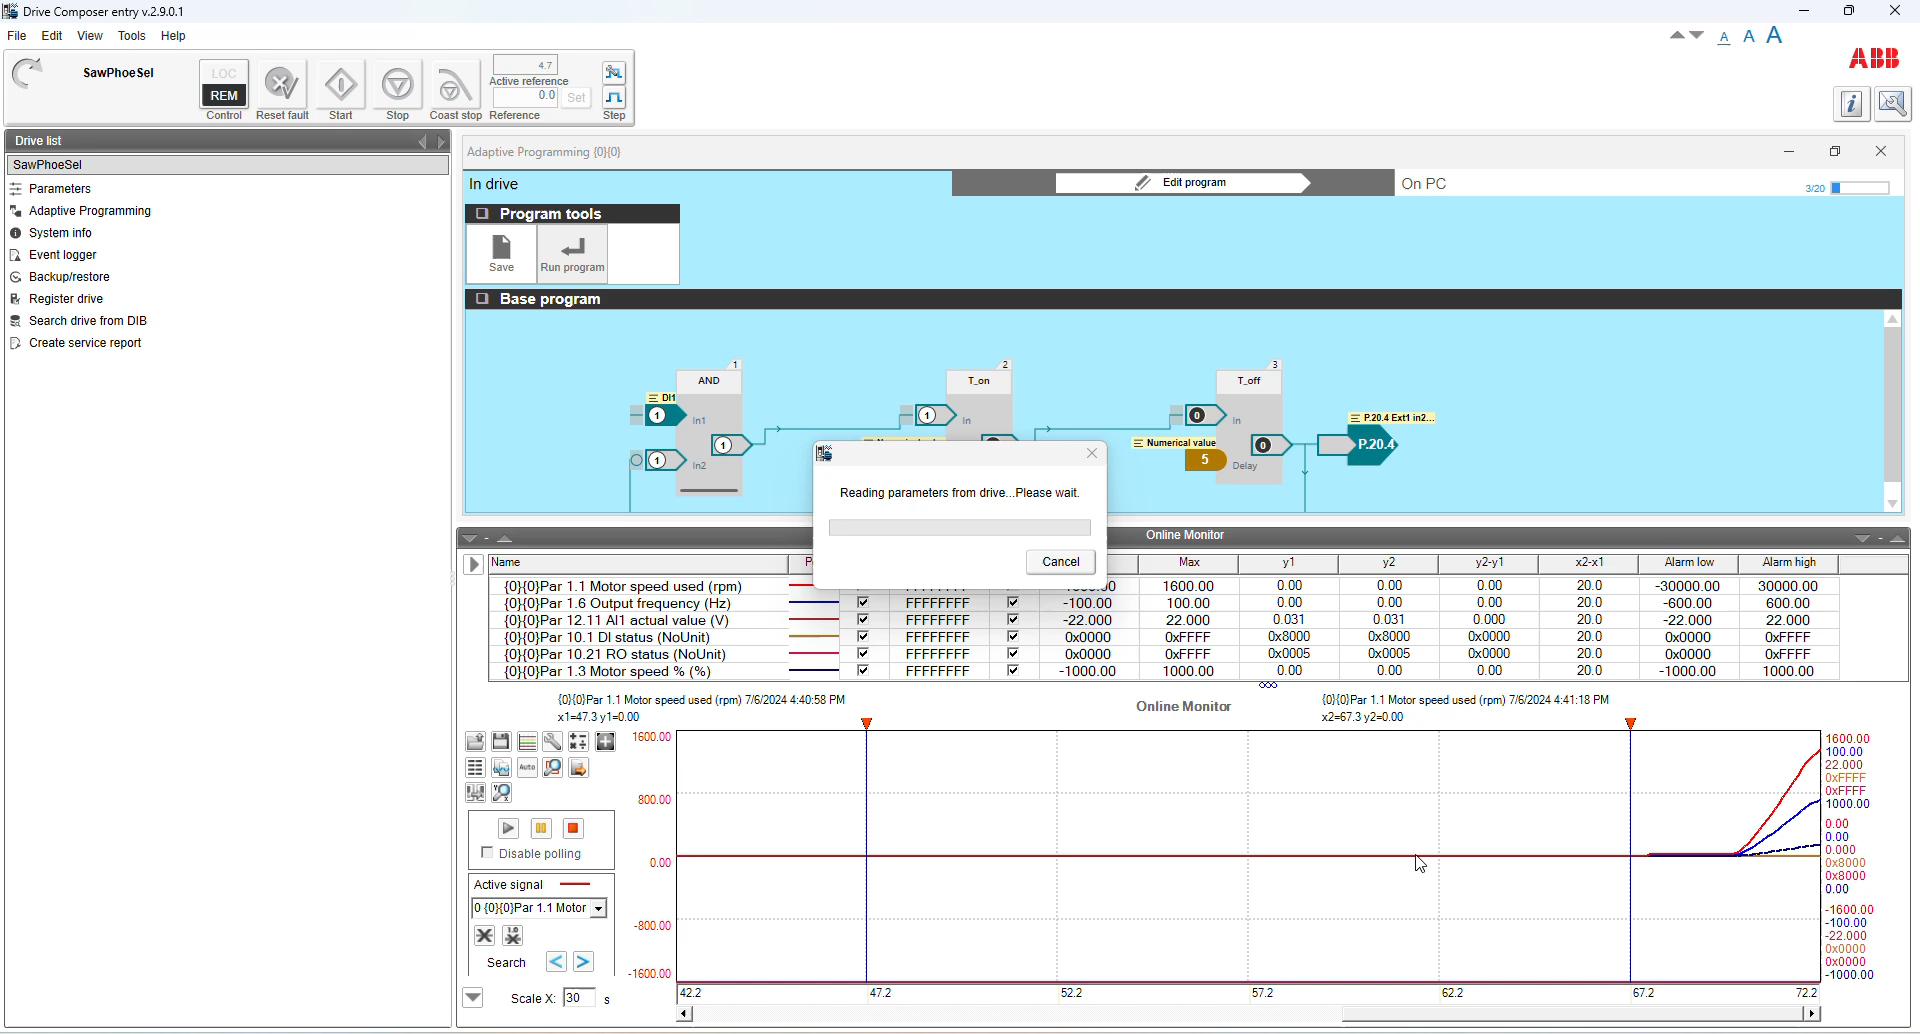 Drive Composer entry v.2.9.0.1
File Edit View Tools Help
A A A
ABB
SawPhoeSel
LOC
REM
Control
Reset fault
Start
Stop
Coast stop
4.7
Active reference
0.0 Set
Reference
Step
Drive list
SawPhoeSel
Parameters
Adaptive Programming
System info
Event logger
Backup/restore
Register drive
Search drive from DIB
Create service report
Adaptive Programming {0}{0}
In drive
Edit program
On PC
3/20
Program tools
Save
Run program
Base program
1
AND
DI1
1 In1
1
1 In2
2
T_on
1 In
3
T_off
0 In
Numerical value
5
0
Delay
P.20.4 Ext1 in2...
P.20.4
Reading parameters from drive...Please wait.
Cancel
Online Monitor
Name Max y1 y2 y2-y1 x2-x1 Alarm low Alarm high
{0}{0}Par 1.1 Motor speed used (rpm) 1600.00 0.00 0.00 0.00 20.0 -30000.00 30000.00
{0}{0}Par 1.6 Output frequency (Hz) FFFFFFFF -100.00 100.00 0.00 0.00 0.00 20.0 -600.00 600.00
{0}{0}Par 12.11 AI1 actual value (V) FFFFFFFF -22.000 22.000 0.031 0.031 0.000 20.0 -22.000 22.000
{0}{0}Par 10.1 DI status (NoUnit) FFFFFFFF 0x0000 0xFFFF 0x8000 0x8000 0x0000 20.0 0x0000 0xFFFF
{0}{0}Par 10.21 RO status (NoUnit) FFFFFFFF 0x0000 0xFFFF 0x0005 0x0005 0x0000 20.0 0x0000 0xFFFF
{0}{0}Par 1.3 Motor speed % (%) FFFFFFFF -1000.00 1000.00 0.00 0.00 0.00 20.0 -1000.00 1000.00
{0}{0}Par 1.1 Motor speed used (rpm) 7/6/2024 4:40:58 PM
x1=47.3 y1=0.00
Online Monitor
{0}{0}Par 1.1 Motor speed used (rpm) 7/6/2024 4:41:18 PM
x2=67.3 y2=0.00
Auto
Disable polling
Active signal
0 {0}{0}Par 1.1 Motor
1.0
Search
Scale X: 30 s
1600.00
800.00
0.00
-800.00
-1600.00
42.2 47.2 52.2 57.2 62.2 67.2 72.2
1600.00
100.00
22.000
0xFFFF
0xFFFF
1000.00
0.00
0.00
0.000
0x8000
0x8000
0.00
-1600.00
-100.00
-22.000
0x0000
0x0000
-1000.00